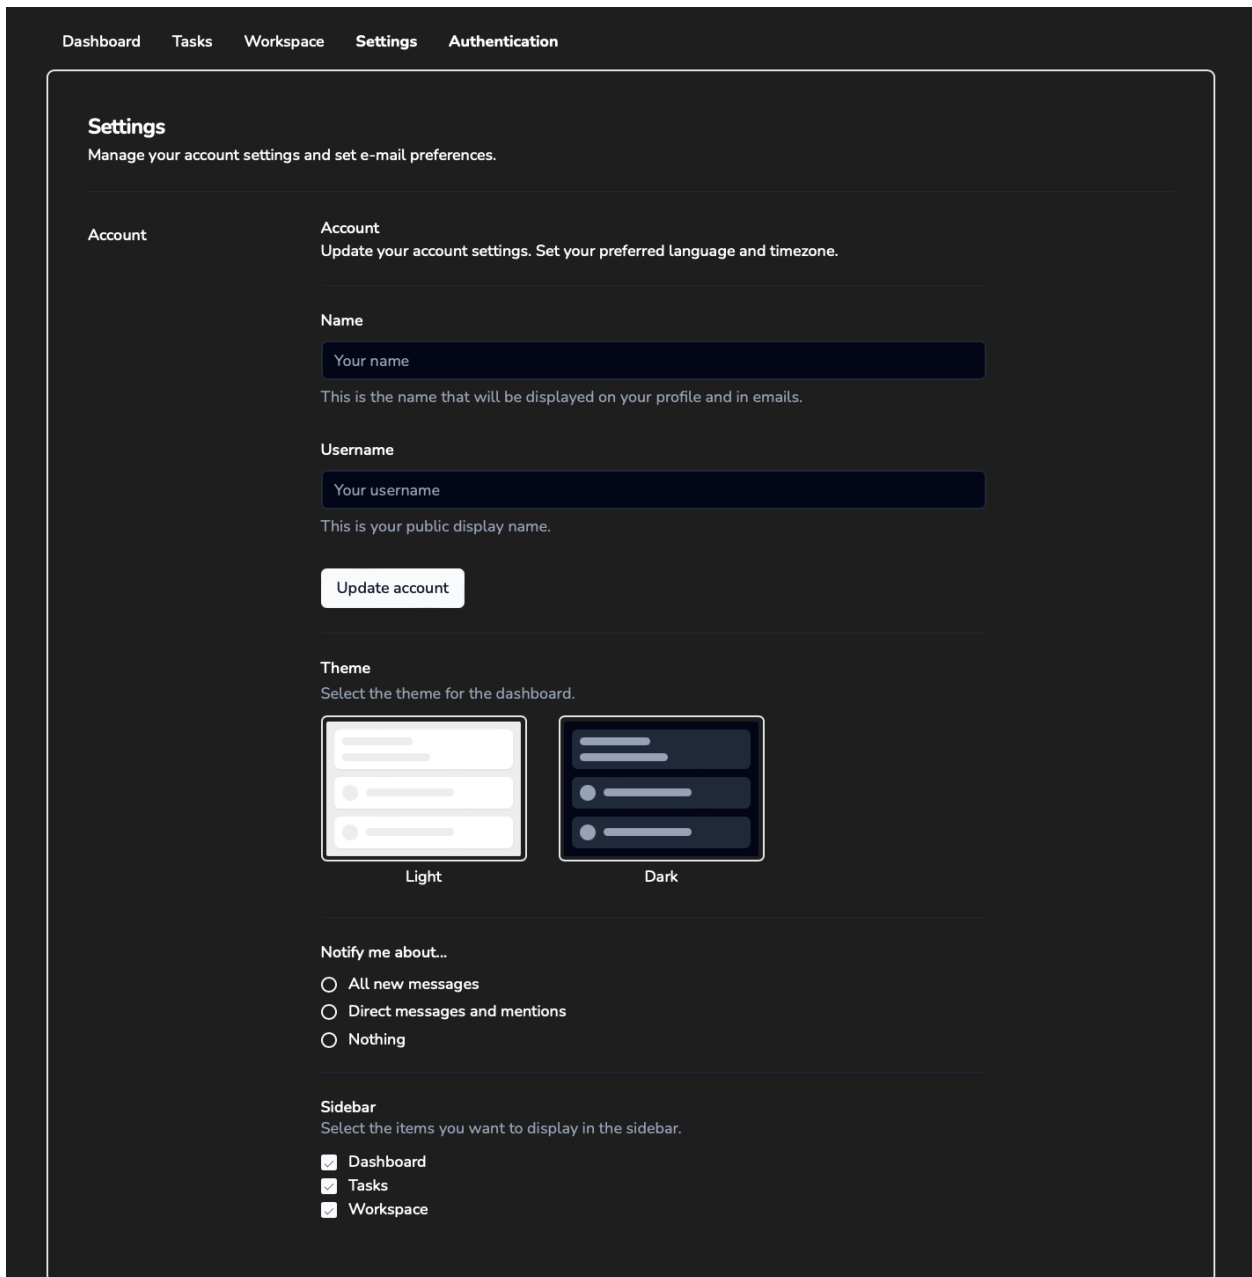 Dashboard Tasks Workspace Settings Authentication
Settings
Manage your account settings and set e-mail preferences.
Account
Account
Update your account settings. Set your preferred language and timezone.
Name
Your name
This is the name that will be displayed on your profile and in emails.
Username
Your username
This is your public display name.
Update account
Theme
Select the theme for the dashboard.
Light Dark
Notify me about...
All new messages
Direct messages and mentions
Nothing
Sidebar
Select the items you want to display in the sidebar.
Dashboard
Tasks
Workspace